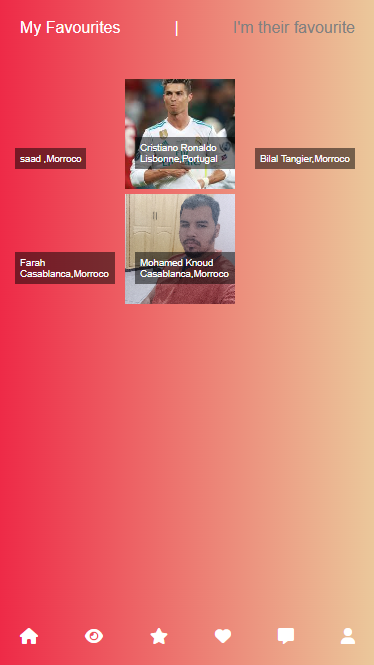 My Favourites | I'm their favourite
Cristiano Ronaldo
Lisbonne,Portugal
saad ,Morroco
Bilal Tangier,Morroco
Farah
Casablanca,Morroco
Mohamed Knoud
Casablanca,Morroco